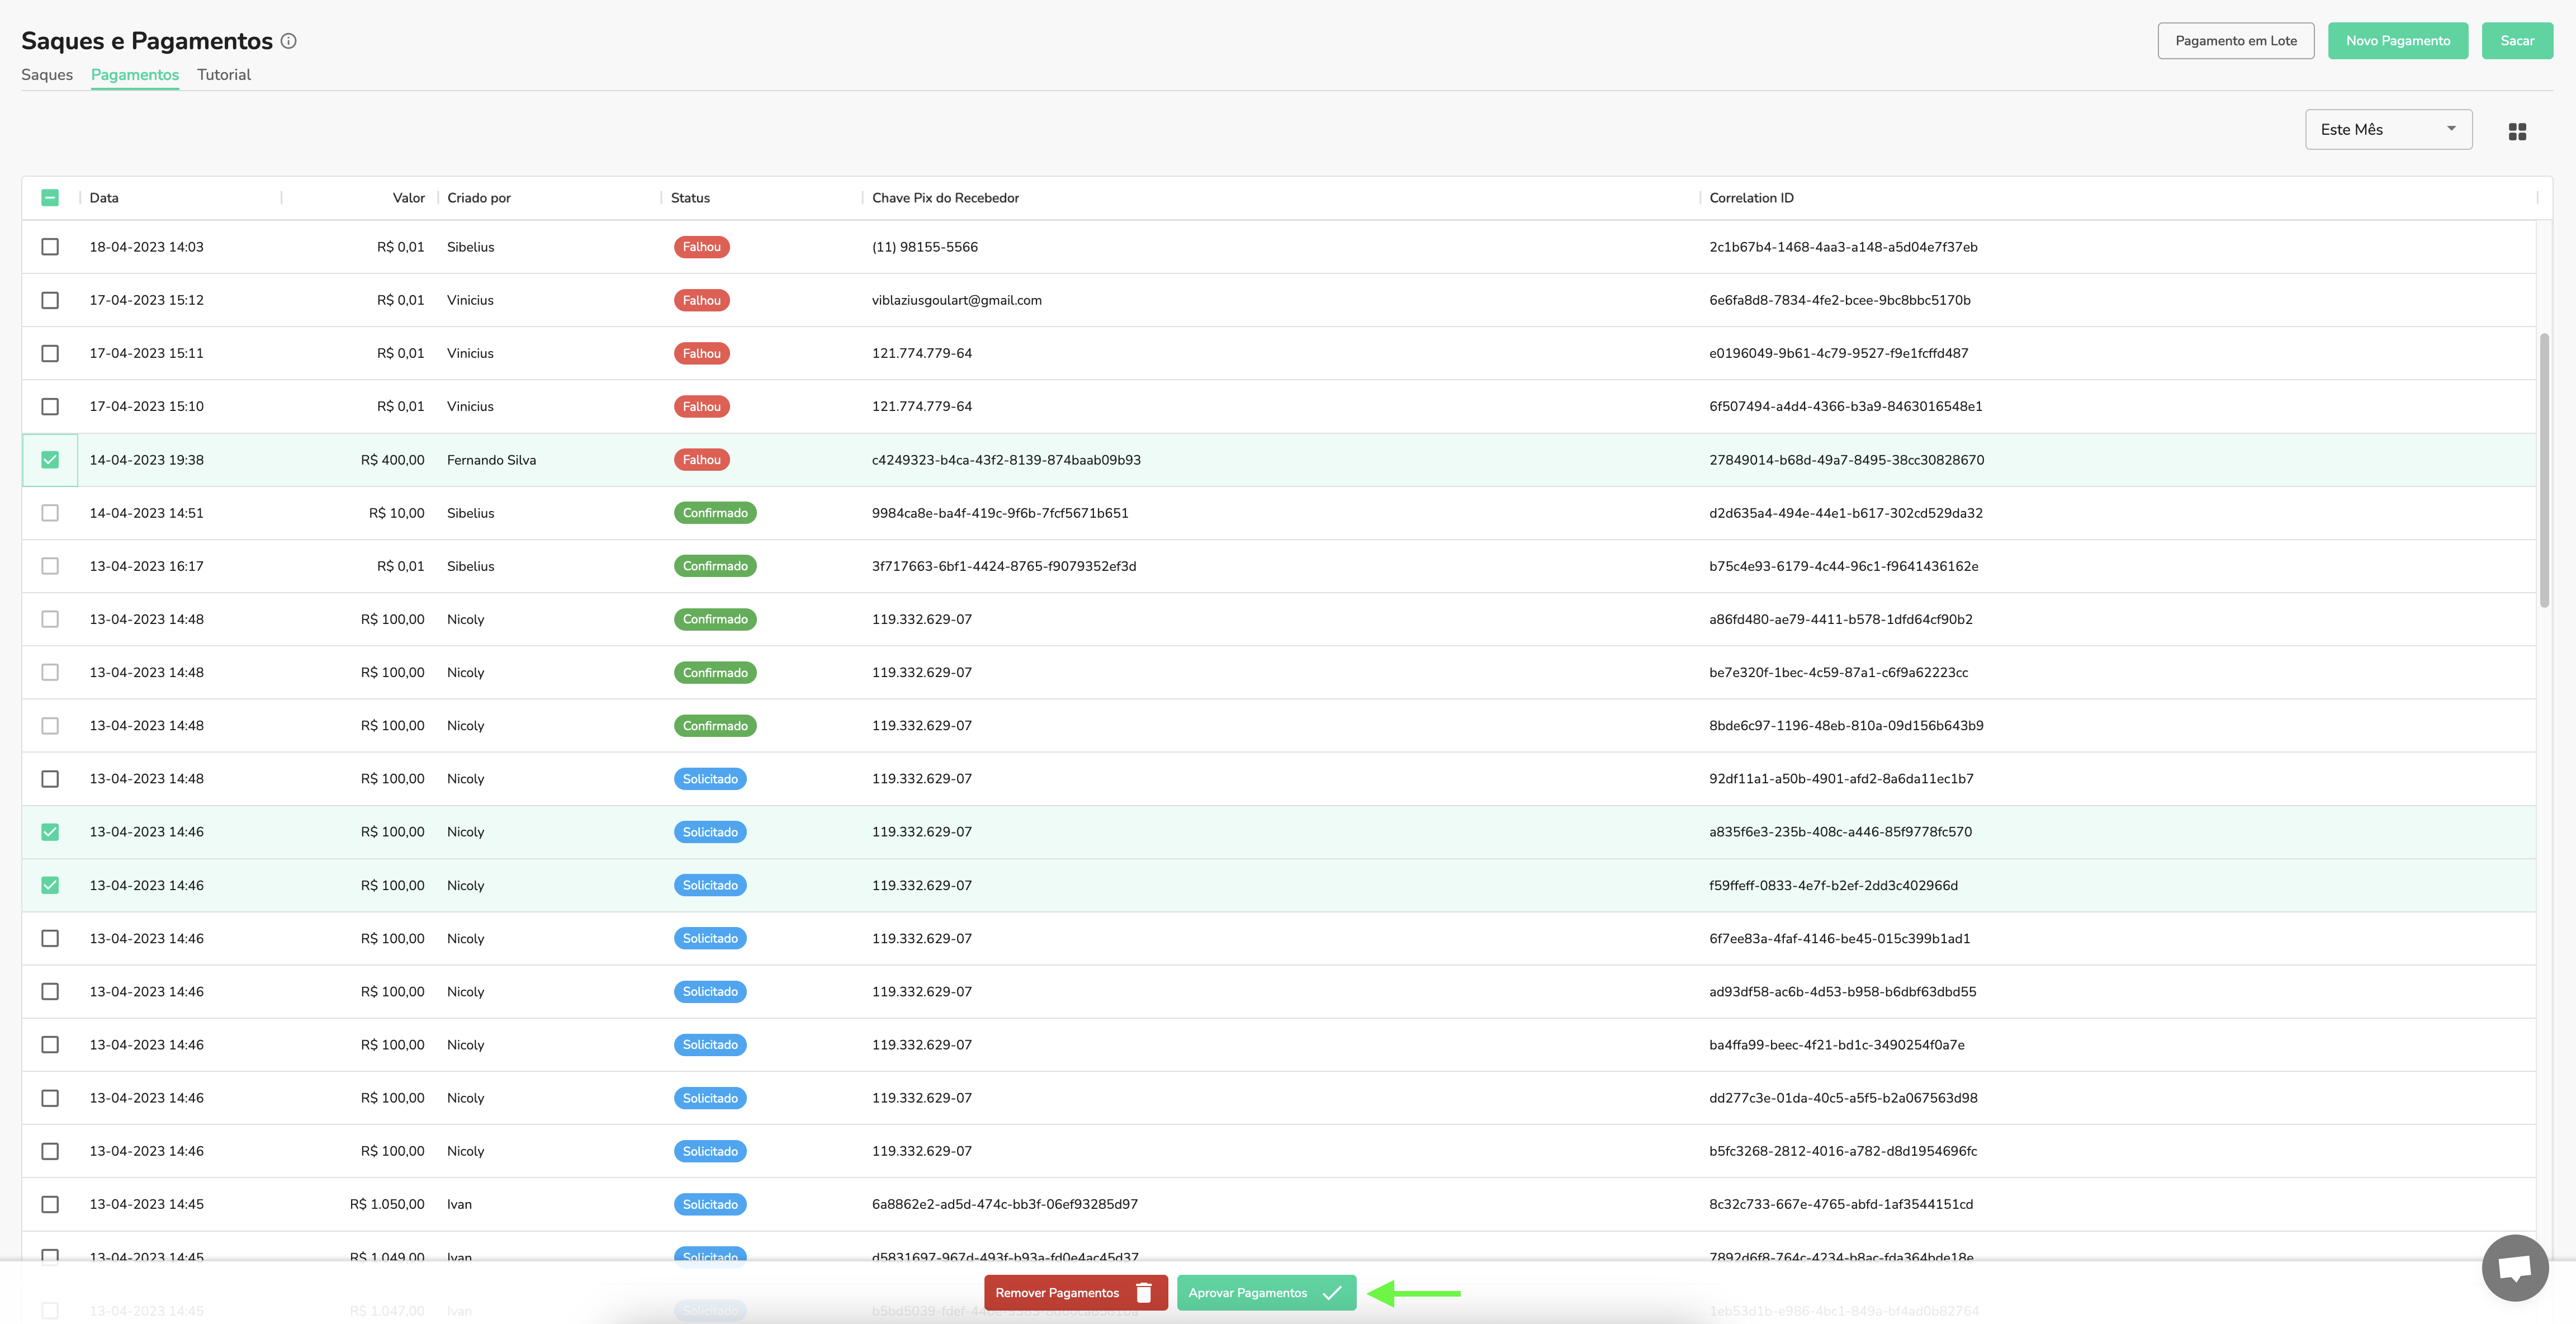 Saques e Pagamentos
Pagamento em Lote Novo Pagamento Sacar
Saques Pagamentos Tutorial
Este Mês
Data Valor Criado por Status Chave Pix do Recebedor Correlation ID
18-04-2023 14:03 R$ 0,01 Sibelius Falhou (11) 98155-5566 2c1b67b4-1468-4aa3-a148-a5d04e7f37eb
17-04-2023 15:12 R$ 0,01 Vinicius Falhou viblaziusgoulart@gmail.com 6e6fa8d8-7834-4fe2-bcee-9bc8bbc5170b
17-04-2023 15:11 R$ 0,01 Vinicius Falhou 121.774.779-64 e0196049-9b61-4c79-9527-f9e1fcffd487
17-04-2023 15:10 R$ 0,01 Vinicius Falhou 121.774.779-64 6f507494-a4d4-4366-b3a9-8463016548e1
14-04-2023 19:38 R$ 400,00 Fernando Silva Falhou c4249323-b4ca-43f2-8139-874baab09b93 27849014-b68d-49a7-8495-38cc30828670
14-04-2023 14:51 R$ 10,00 Sibelius Confirmado 9984ca8e-ba4f-419c-9f6b-7fcf5671b651 d2d635a4-494e-44e1-b617-302cd529da32
13-04-2023 16:17 R$ 0,01 Sibelius Confirmado 3f717663-6bf1-4424-8765-f9079352ef3d b75c4e93-6179-4c44-96c1-f9641436162e
13-04-2023 14:48 R$ 100,00 Nicoly Confirmado 119.332.629-07 a86fd480-ae79-4411-b578-1dfd64cf90b2
13-04-2023 14:48 R$ 100,00 Nicoly Confirmado 119.332.629-07 be7e320f-1bec-4c59-87a1-c6f9a62223cc
13-04-2023 14:48 R$ 100,00 Nicoly Confirmado 119.332.629-07 8bde6c97-1196-48eb-810a-09d156b643b9
13-04-2023 14:48 R$ 100,00 Nicoly Solicitado 119.332.629-07 92df11a1-a50b-4901-afd2-8a6da11ec1b7
13-04-2023 14:46 R$ 100,00 Nicoly Solicitado 119.332.629-07 a835f6e3-235b-408c-a446-85f9778fc570
13-04-2023 14:46 R$ 100,00 Nicoly Solicitado 119.332.629-07 f59ffeff-0833-4e7f-b2ef-2dd3c402966d
13-04-2023 14:46 R$ 100,00 Nicoly Solicitado 119.332.629-07 6f7ee83a-4faf-4146-be45-015c399b1ad1
13-04-2023 14:46 R$ 100,00 Nicoly Solicitado 119.332.629-07 ad93df58-ac6b-4d53-b958-b6dbf63dbd55
13-04-2023 14:46 R$ 100,00 Nicoly Solicitado 119.332.629-07 ba4ffa99-beec-4f21-bd1c-3490254f0a7e
13-04-2023 14:46 R$ 100,00 Nicoly Solicitado 119.332.629-07 dd277c3e-01da-40c5-a5f5-b2a067563d98
13-04-2023 14:46 R$ 100,00 Nicoly Solicitado 119.332.629-07 b5fc3268-2812-4016-a782-d8d1954696fc
13-04-2023 14:45 R$ 1.050,00 Ivan Solicitado 6a8862e2-ad5d-474c-bb3f-06ef93285d97 8c32c733-667e-4765-abfd-1af3544151cd
13-04-2023 14:45 R$ 1.049,00 Ivan Solicitado d5831697-967d-493f-b93a-fd0e4ac45d37 7892d6f8-764c-4234-b8ac-fda364bde18e
13-04-2023 14:45 R$ 1.047,00 Ivan Solicitado 1eb53d1b-e986-4bc1-849a-bf4ad0b82764
Remover Pagamentos Aprovar Pagamentos